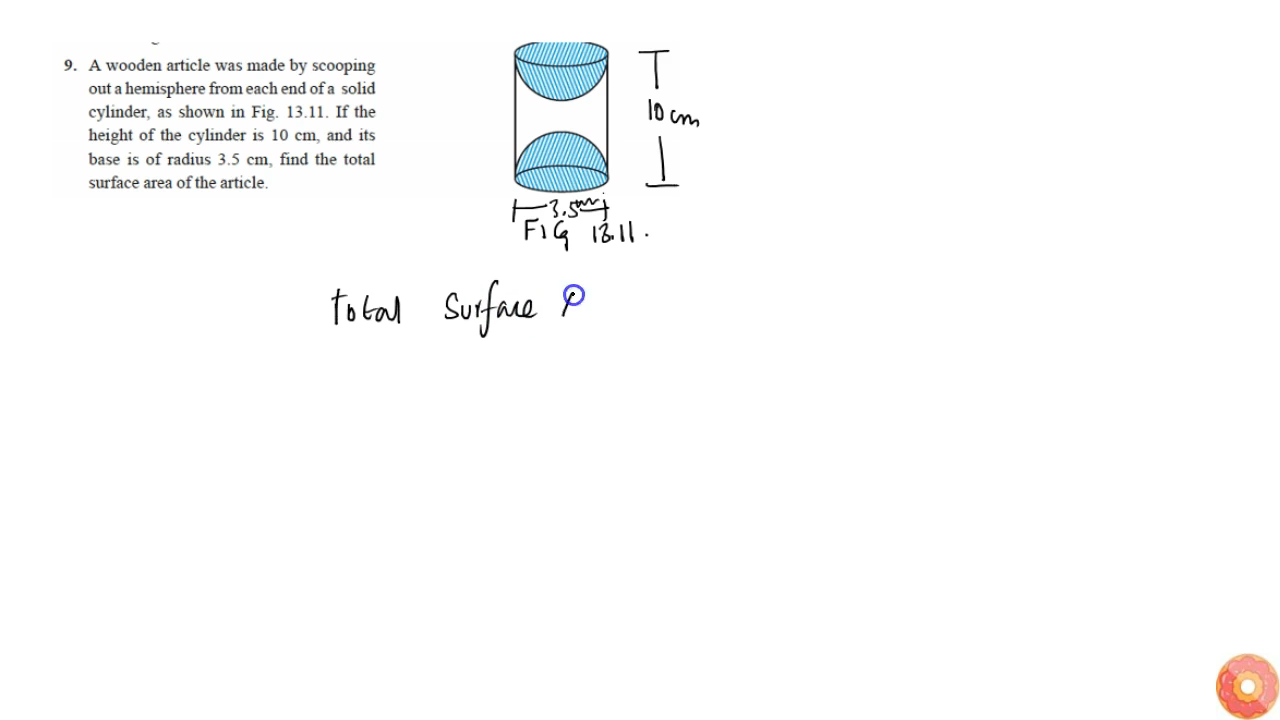 9. A wooden article was made by scooping
out a hemisphere from each end of a solid
cylinder, as shown in Fig. 13.11. If the
height of the cylinder is 10 cm, and its
base is of radius 3.5 cm, find the total
surface area of the article.
10 cm
3.5cm
FIG 13.11.
Total Surface